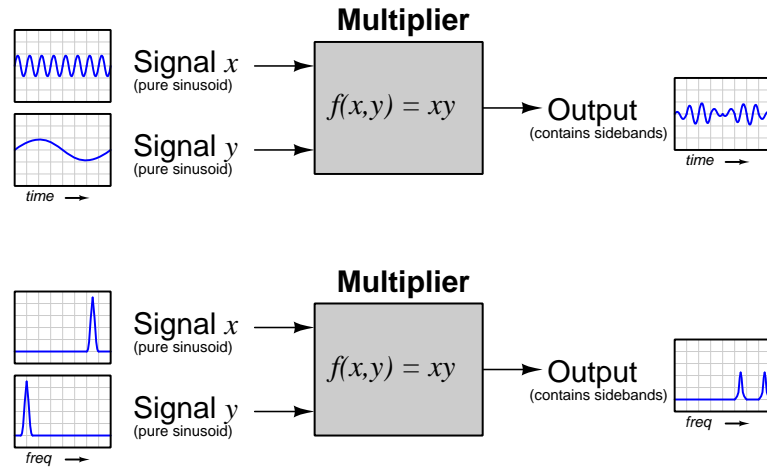 Multiplier
Signal x
(pure sinusoid)
f(x,y) = xy
Output
(contains sidebands)
Signal y
(pure sinusoid)
time
time
Multiplier
Signal x
(pure sinusoid)
f(x,y) = xy
Output
(contains sidebands)
Signal y
(pure sinusoid)
freq
freq